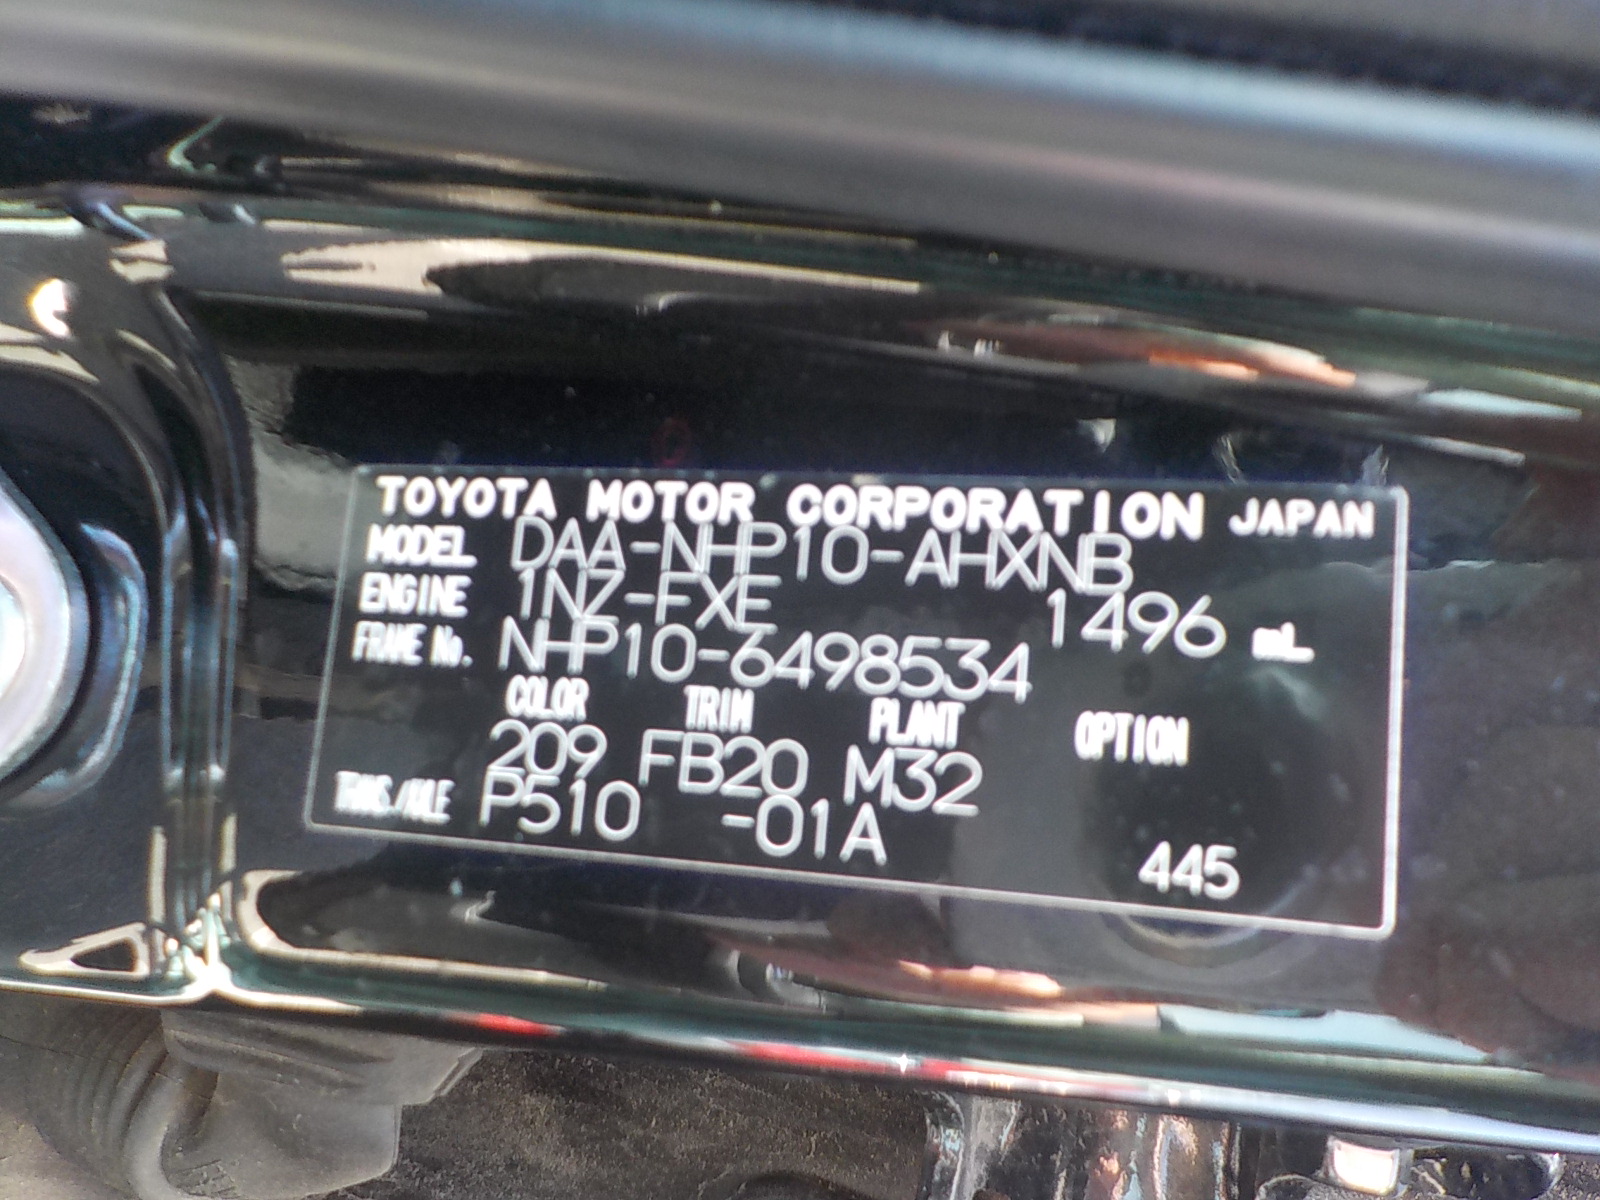 TOYOTA MOTOR CORPORATION JAPAN
MODEL DAA-NHP10-AHXNB
ENGINE 1NZ-FXE 1496 mL
FRAME No. NHP10-6498534
COLOR TRIM PLANT OPTION
209 FB20 M32
TRANS./AXLE P510 -01A
445